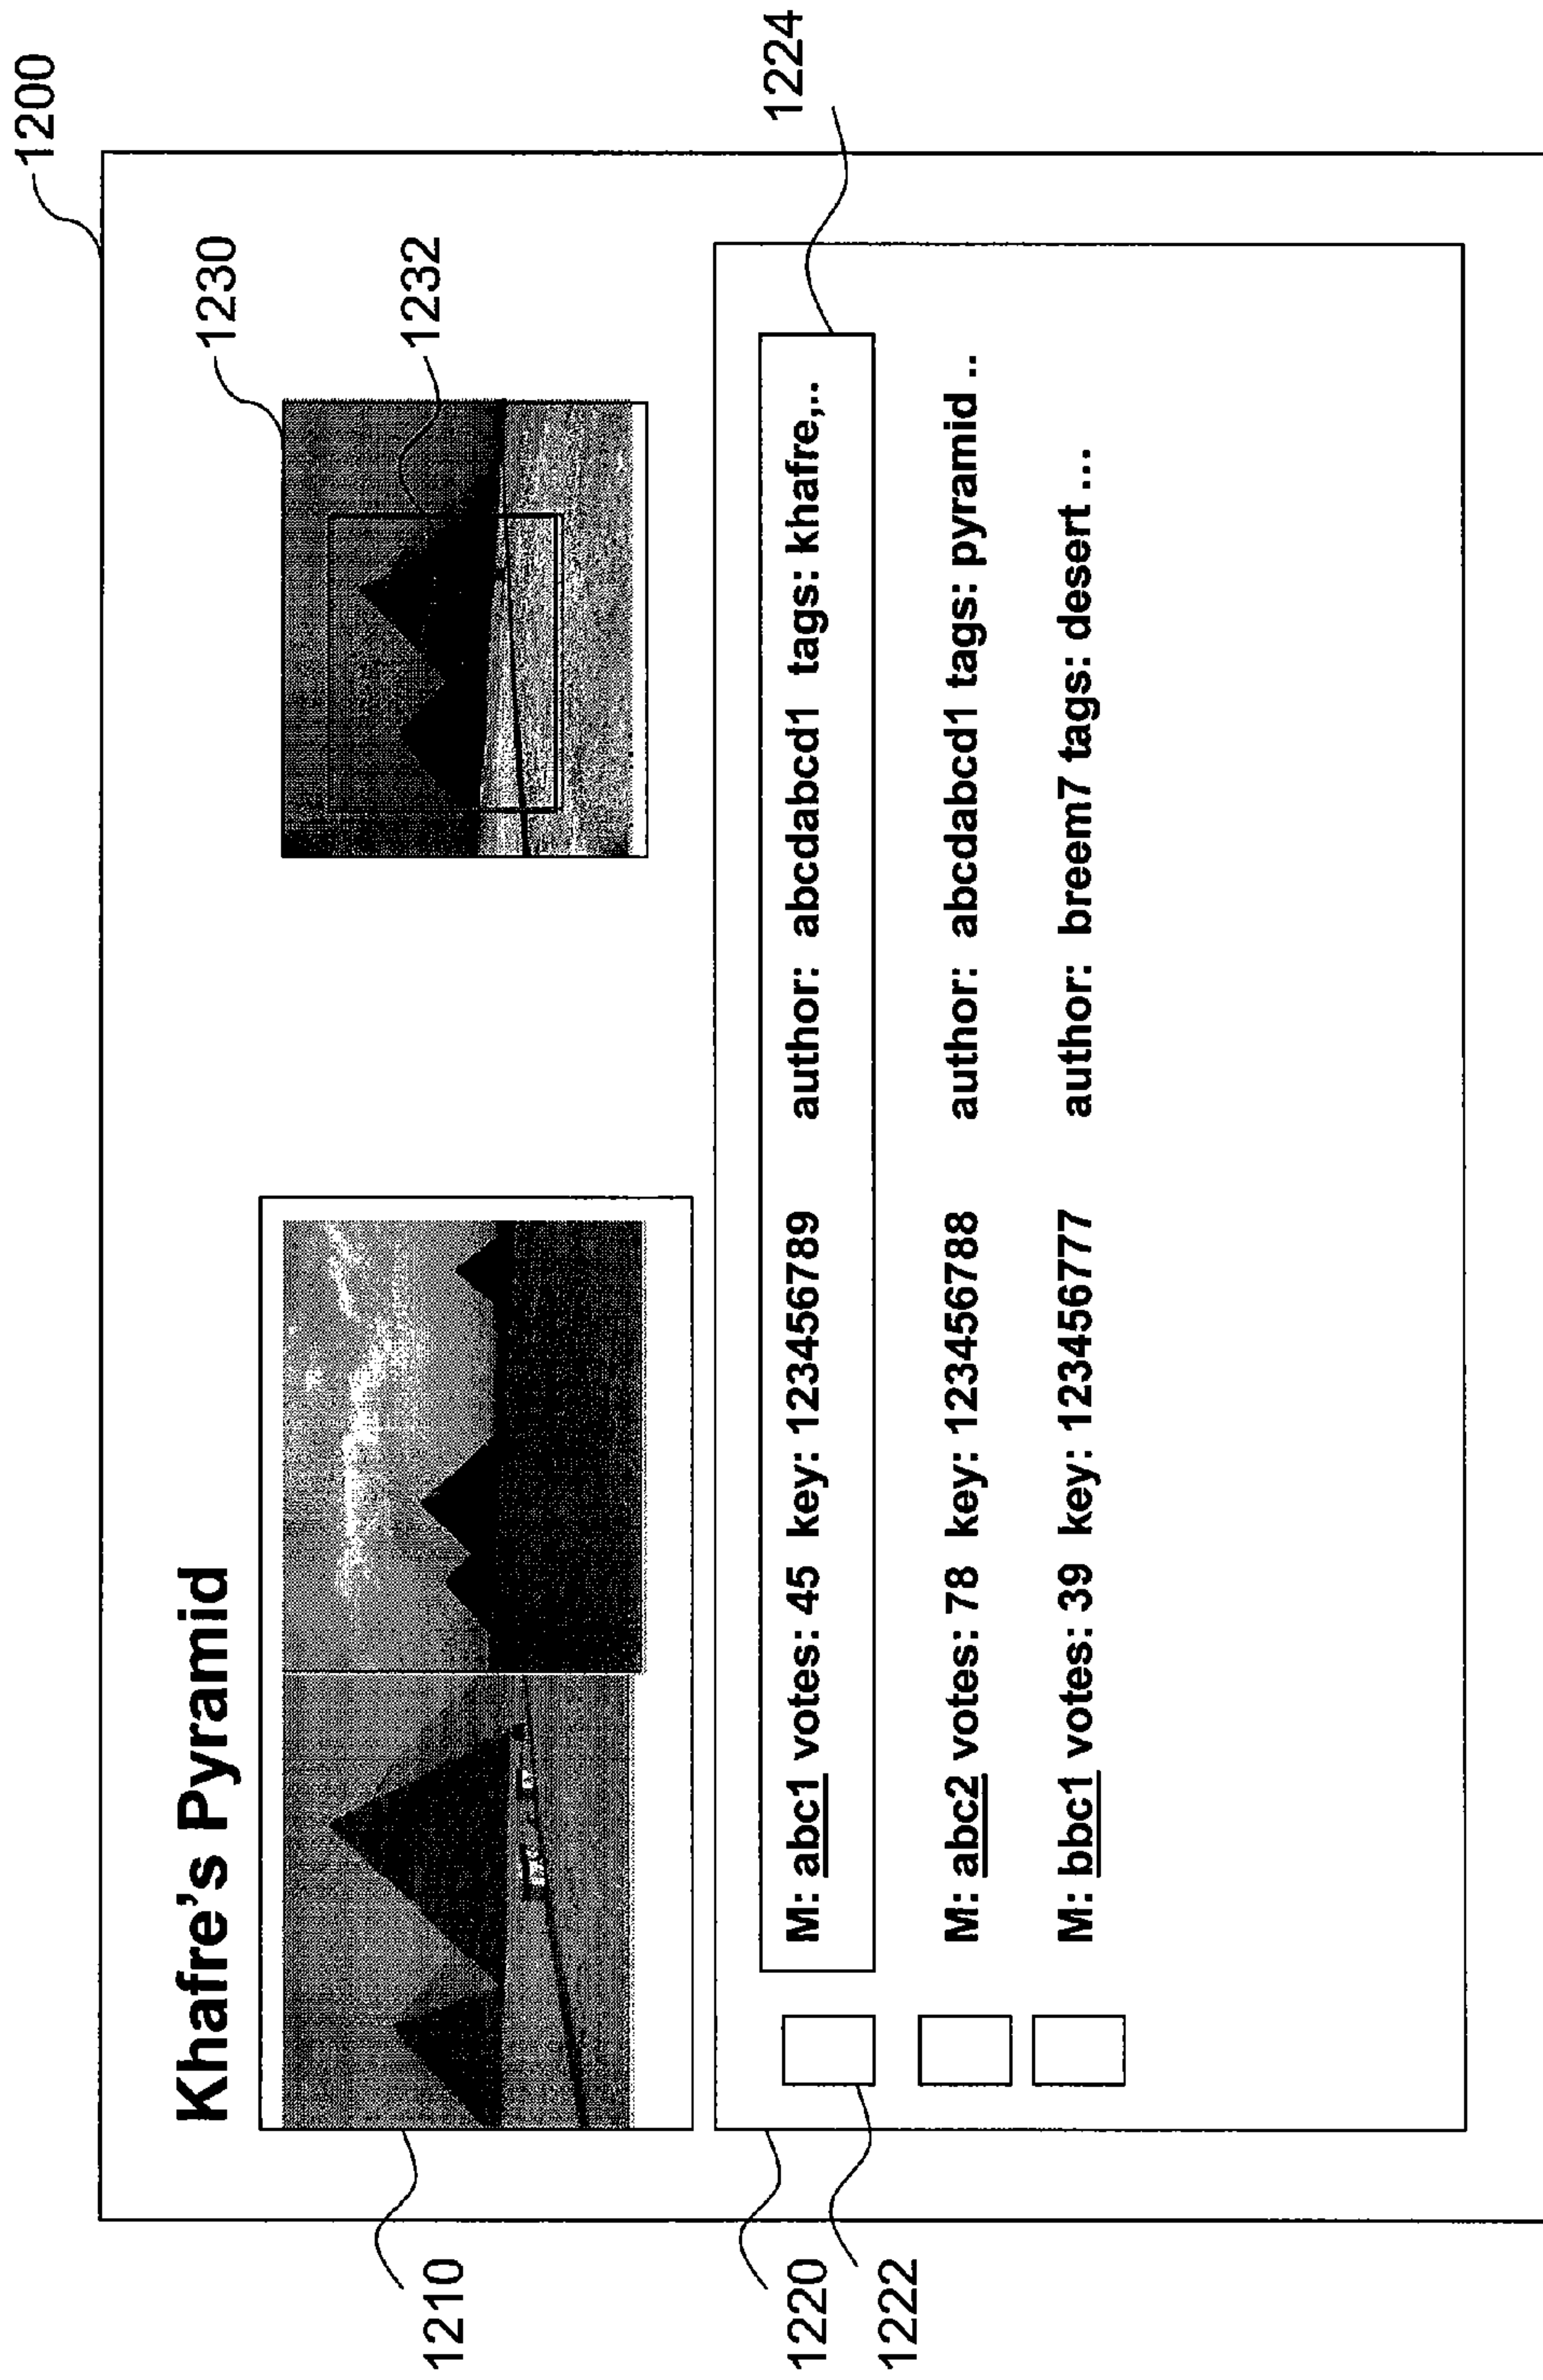 1200
Khafre's Pyramid
1230
1232
1210
1224
M: abc1 votes: 45 key: 123456789 author: abcdabcd1 tags: khafre,..
M: abc2 votes: 78 key: 123456788 author: abcdabcd1 tags: pyramid ..
M: bbc1 votes: 39 key: 123456777 author: breem7 tags: desert ...
1220
1222